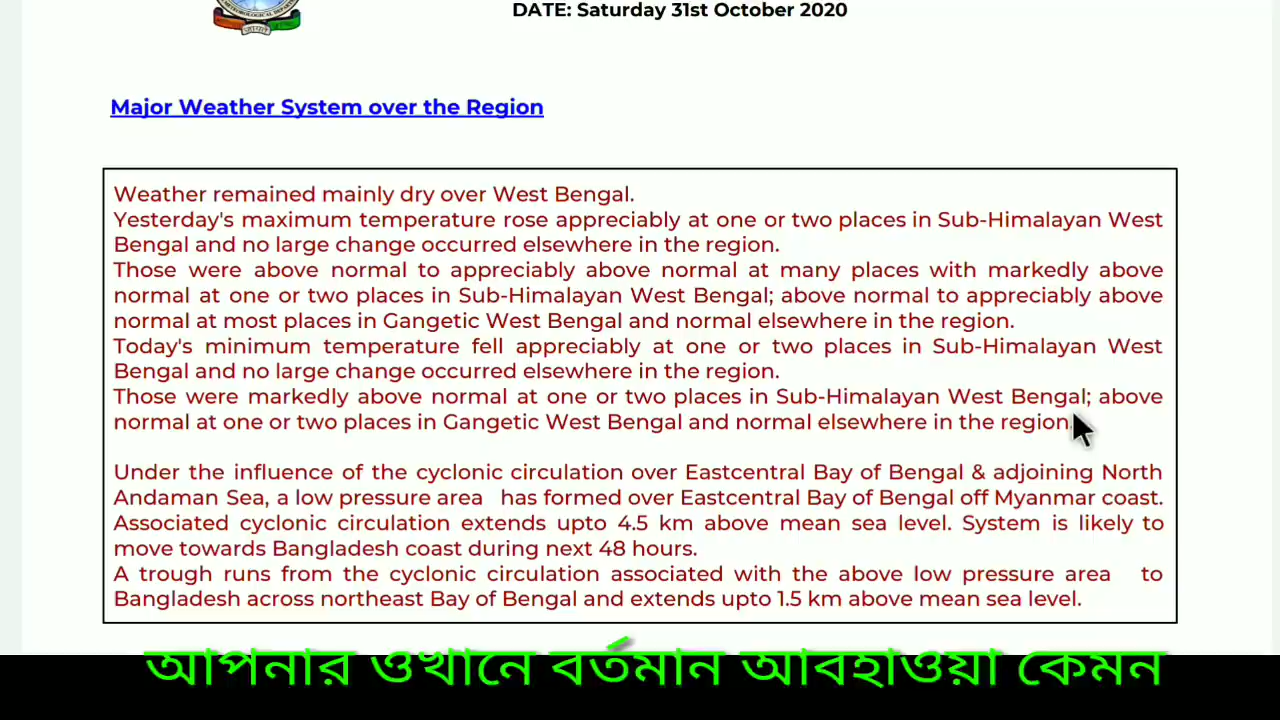 METEOROLOGICAL DEPARTMENT
DATE: Saturday 31st October 2020
Major Weather System over the Region
Weather remained mainly dry over West Bengal.
Yesterday's maximum temperature rose appreciably at one or two places in Sub-Himalayan West
Bengal and no large change occurred elsewhere in the region.
Those were above normal to appreciably above normal at many places with markedly above
normal at one or two places in Sub-Himalayan West Bengal; above normal to appreciably above
normal at most places in Gangetic West Bengal and normal elsewhere in the region.
Today's minimum temperature fell appreciably at one or two places in Sub-Himalayan West
Bengal and no large change occurred elsewhere in the region.
Those were markedly above normal at one or two places in Sub-Himalayan West Bengal; above
normal at one or two places in Gangetic West Bengal and normal elsewhere in the region.
Under the influence of the cyclonic circulation over Eastcentral Bay of Bengal & adjoining North
Andaman Sea, a low pressure area has formed over Eastcentral Bay of Bengal off Myanmar coast.
Associated cyclonic circulation extends upto 4.5 km above mean sea level. System is likely to
move towards Bangladesh coast during next 48 hours.
A trough runs from the cyclonic circulation associated with the above low pressure area to
Bangladesh across northeast Bay of Bengal and extends upto 1.5 km above mean sea level.
আপনার ওখানে বর্তমান আবহাওয়া কেমন